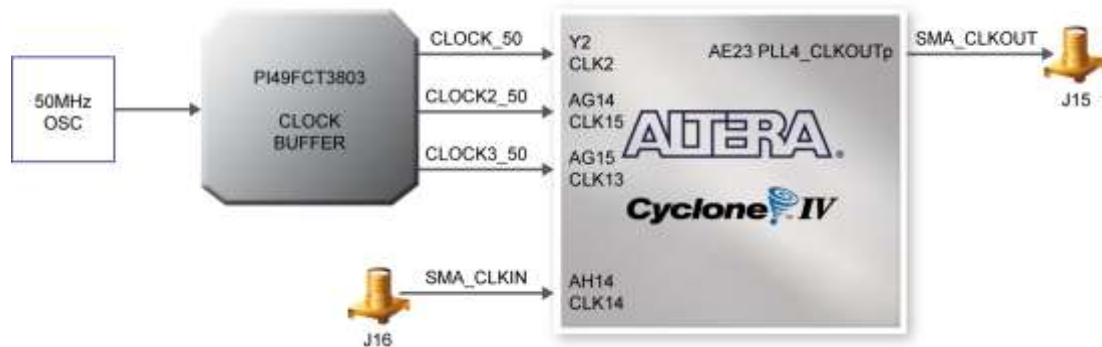 50MHz
OSC
PI49FCT3803
CLOCK
BUFFER
CLOCK_50
CLOCK2_50
CLOCK3_50
SMA_CLKIN
J16
Y2
CLK2
AG14
CLK15
AG15
CLK13
AH14
CLK14
AE23 PLL4_CLKOUTp
ALTERA.
Cyclone IV
SMA_CLKOUT
J15